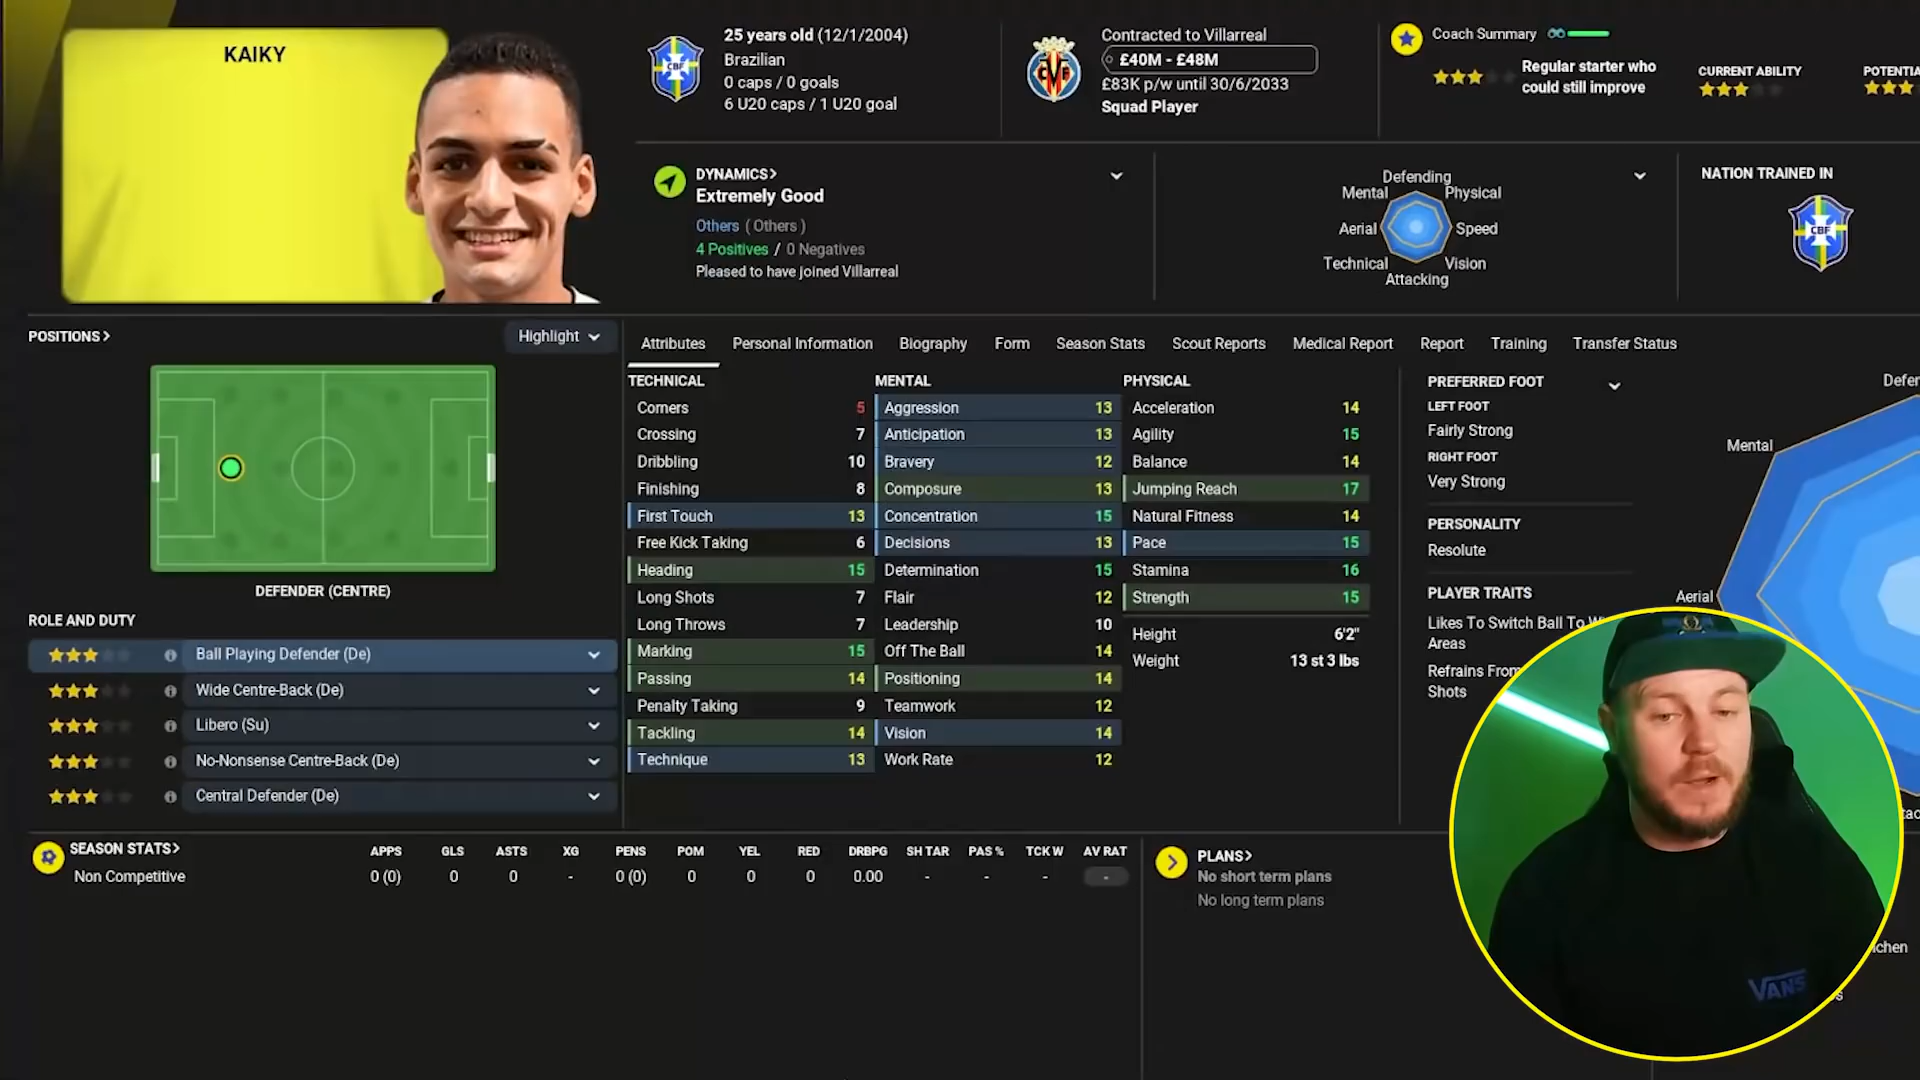 KAIKY
25 years old (12/1/2004)
Brazilian
0 caps / 0 goals
6 U20 caps / 1 U20 goal
Contracted to Villarreal
£40M - £48M
£83K p/w until 30/6/2033
Squad Player
Coach Summary
Regular starter who
could still improve
CURRENT ABILITY
POTENTIA
DYNAMICS>
Extremely Good
Others ( Others )
4 Positives / 0 Negatives
Pleased to have joined Villarreal
Defending
Mental
Physical
Aerial
Speed
Technical
Vision
Attacking
NATION TRAINED IN
CBF
CBF
POSITIONS>
Highlight
DEFENDER (CENTRE)
ROLE AND DUTY
Ball Playing Defender (De)
Wide Centre-Back (De)
Libero (Su)
No-Nonsense Centre-Back (De)
Central Defender (De)
Attributes Personal Information Biography Form Season Stats Scout Reports Medical Report Report Training Transfer Status
TECHNICAL
Corners 5
Crossing 7
Dribbling 10
Finishing 8
First Touch 13
Free Kick Taking 6
Heading 15
Long Shots 7
Long Throws 7
Marking 15
Passing 14
Penalty Taking 9
Tackling 14
Technique 13
MENTAL
Aggression 13
Anticipation 13
Bravery 12
Composure 13
Concentration 15
Decisions 13
Determination 15
Flair 12
Leadership 10
Off The Ball 14
Positioning 14
Teamwork 12
Vision 14
Work Rate 12
PHYSICAL
Acceleration 14
Agility 15
Balance 14
Jumping Reach 17
Natural Fitness 14
Pace 15
Stamina 16
Strength 15
Height 6'2"
Weight 13 st 3 lbs
PREFERRED FOOT
LEFT FOOT
Fairly Strong
RIGHT FOOT
Very Strong
PERSONALITY
Resolute
PLAYER TRAITS
Likes To Switch Ball To
Areas
Refrains From
Shots
Defen
Mental
Aerial
SEASON STATS>
APPS GLS ASTS XG PENS POM YEL RED DRBPG SH TAR PAS % TCK W AV RAT
Non Competitive 0 (0) 0 0 - 0 (0) 0 0 0 0.00 - - - -
PLANS>
No short term plans
No long term plans
VANS